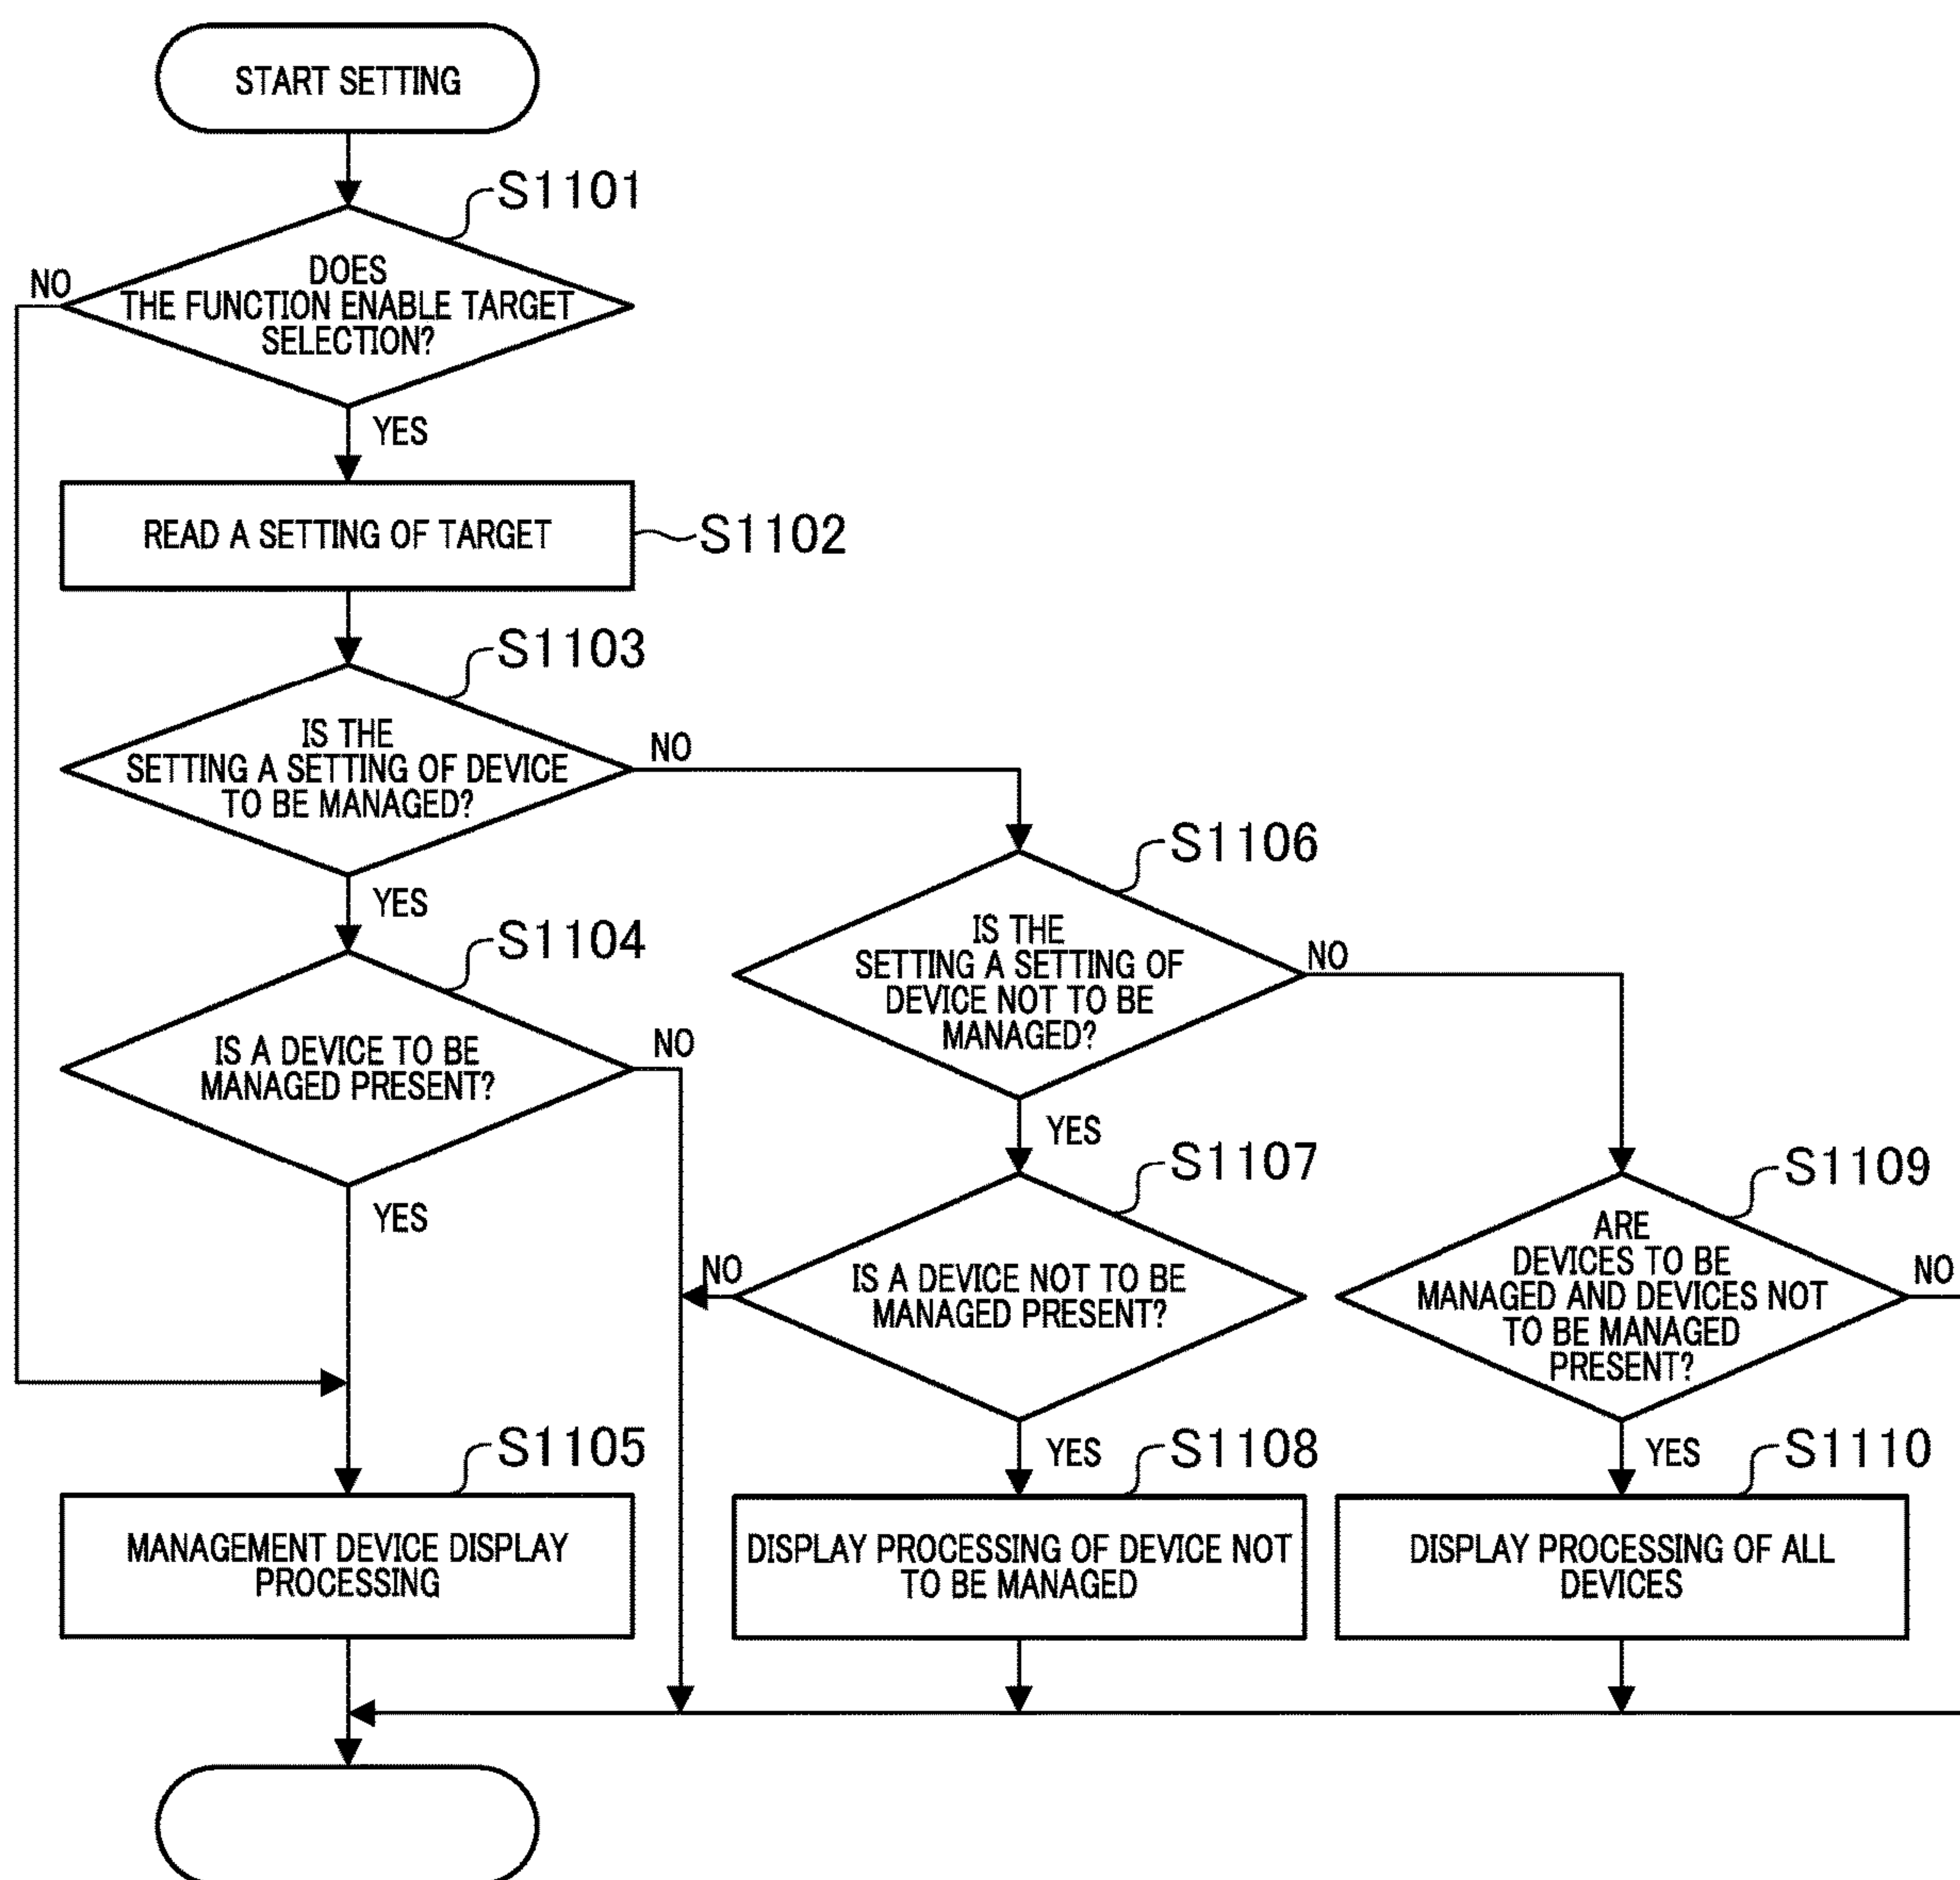 START SETTING
S1101
NO
DOES
THE FUNCTION ENABLE TARGET
SELECTION?
YES
READ A SETTING OF TARGET
S1102
S1103
IS THE
SETTING A SETTING OF DEVICE
TO BE MANAGED?
NO
YES
S1106
IS THE
SETTING A SETTING OF
DEVICE NOT TO BE
MANAGED?
NO
S1104
IS A DEVICE TO BE
MANAGED PRESENT?
NO
YES
YES
S1107
NO
IS A DEVICE NOT TO BE
MANAGED PRESENT?
S1109
ARE
DEVICES TO BE
MANAGED AND DEVICES NOT
TO BE MANAGED
PRESENT?
NO
S1105
MANAGEMENT DEVICE DISPLAY
PROCESSING
YES
S1108
DISPLAY PROCESSING OF DEVICE NOT
TO BE MANAGED
YES
S1110
DISPLAY PROCESSING OF ALL
DEVICES